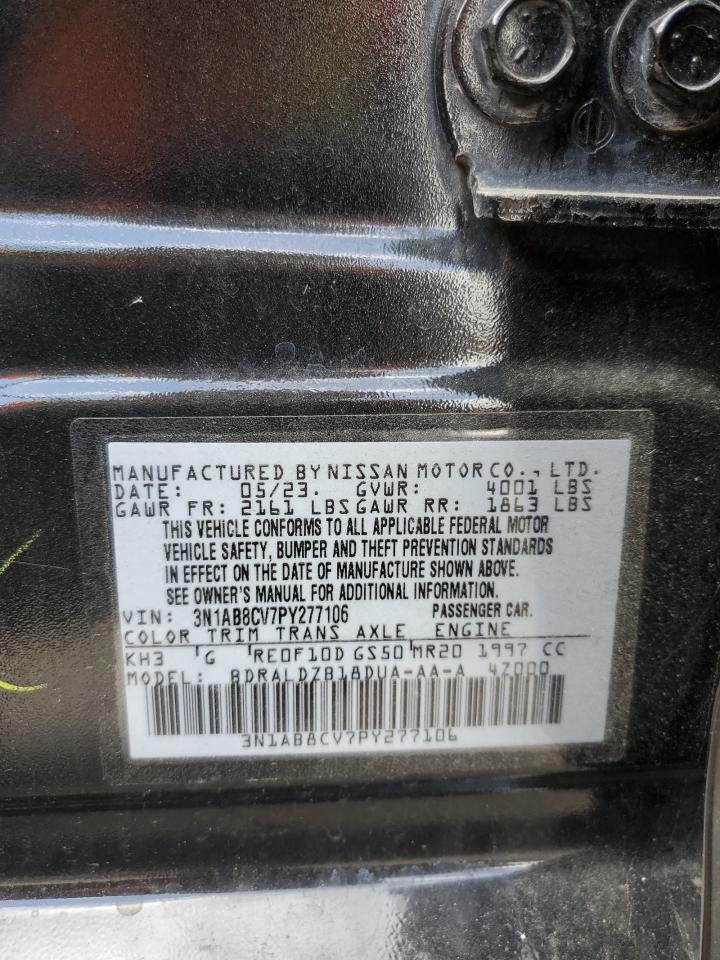 MANUFACTURED BY NISSAN MOTOR CO., LTD.
DATE: 05/23. GVWR: 4001 LBS
GAWR FR: 2161 LBS GAWR RR: 1863 LBS
THIS VEHICLE CONFORMS TO ALL APPLICABLE FEDERAL MOTOR
VEHICLE SAFETY, BUMPER AND THEFT PREVENTION STANDARDS
IN EFFECT ON THE DATE OF MANUFACTURE SHOWN ABOVE.
SEE OWNER'S MANUAL FOR ADDITIONAL INFORMATION.
VIN: 3N1AB8CV7PY277106 PASSENGER CAR.
COLOR TRIM TRANS AXLE ENGINE
KH3 G RE0F10D GS50 MR20 1997 CC
MODEL: BDRALDZB18DUA-AA-A 4Z000
3N1AB8CV7PY277106